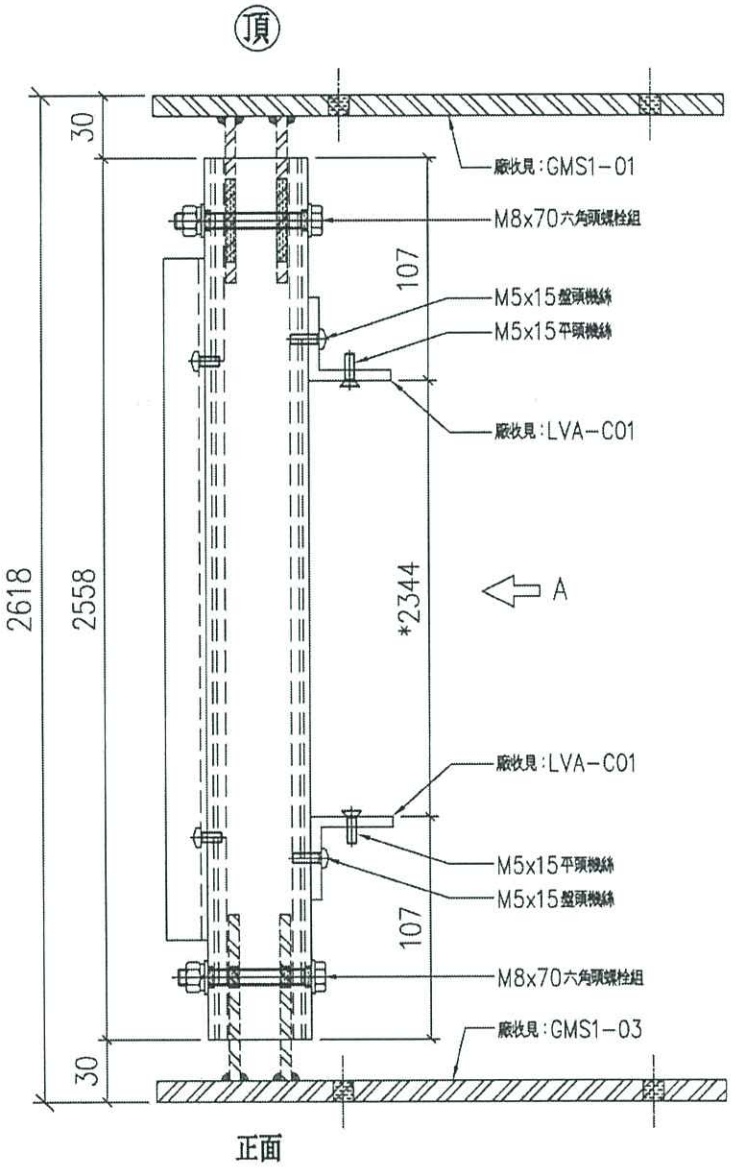 頂
30
廠收見:GMS1-01
M8x70六角頭螺栓組
107
M5x15盤頭機絲
M5x15平頭機絲
廠收見:LVA-C01
2618
2558
*2344
A
廠收見:LVA-C01
M5x15平頭機絲
M5x15盤頭機絲
107
M8x70六角頭螺栓組
廠收見:GMS1-03
30
正面